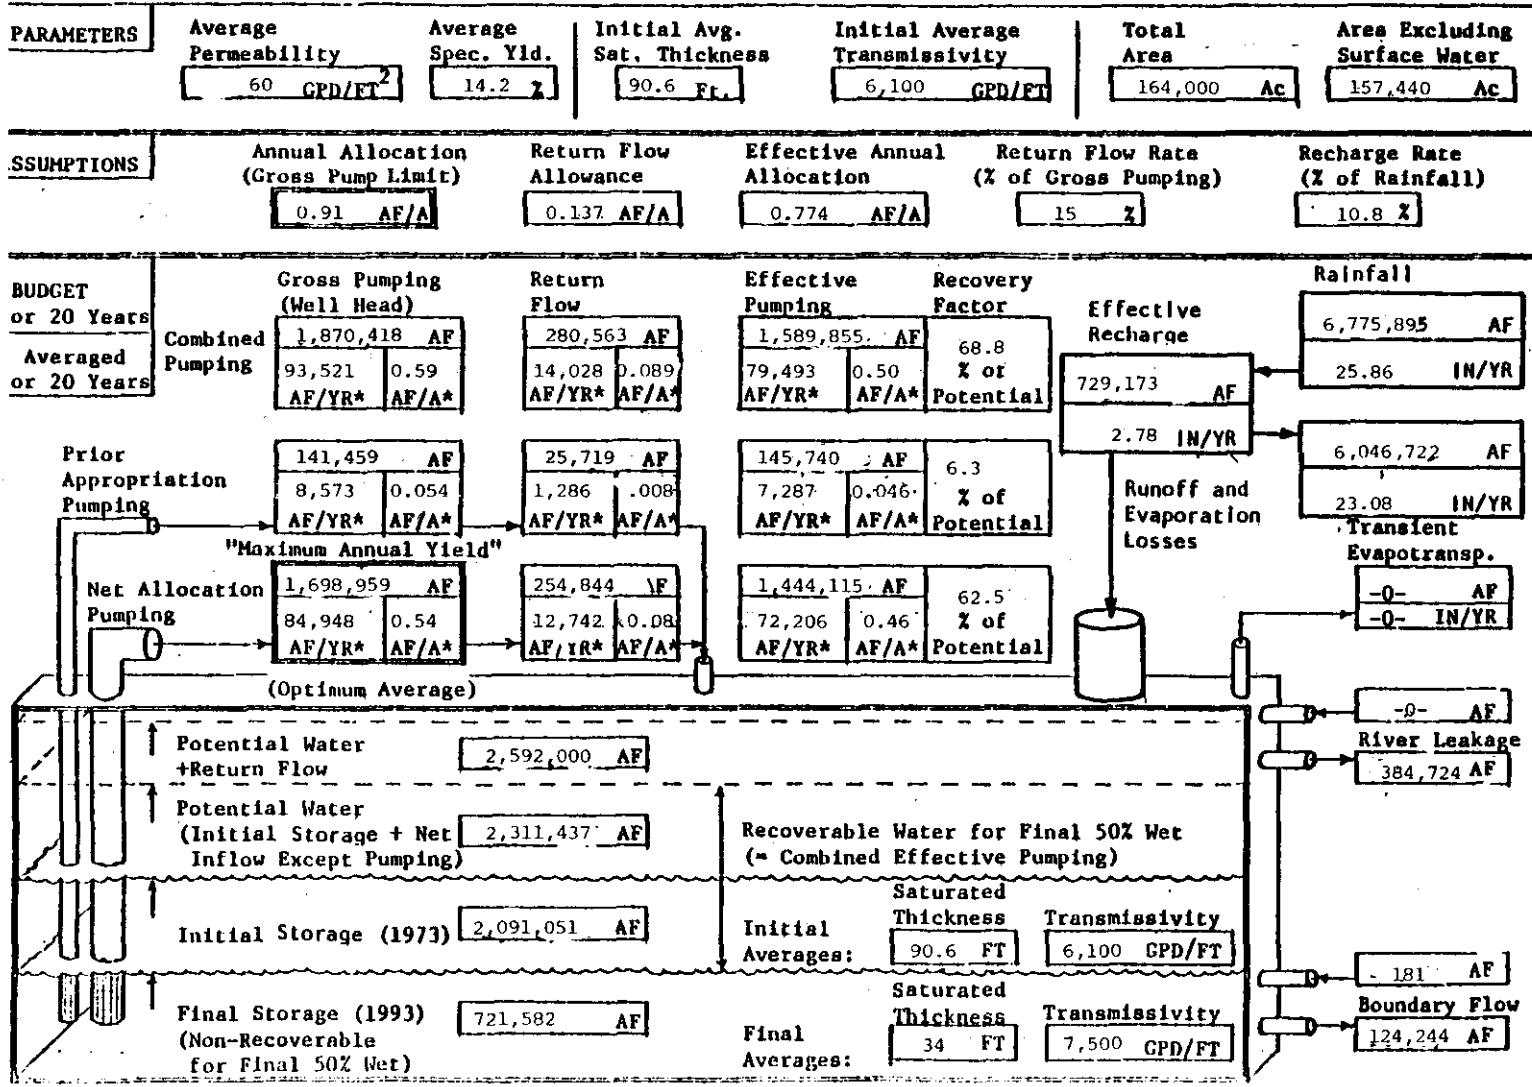 PARAMETERS
Average Permeability
60 GPD/FT2
Average Spec. Yld.
14.2 %
Initial Avg. Sat. Thickness
90.6 Ft.
Initial Average Transmissivity
6,100 GPD/FT
Total Area
164,000 Ac
Area Excluding Surface Water
157,440 Ac
SSUMPTIONS
Annual Allocation (Gross Pump Limit)
0.91 AF/A
Return Flow Allowance
0.137 AF/A
Effective Annual Allocation
0.774 AF/A
Return Flow Rate (% of Gross Pumping)
15 %
Recharge Rate (% of Rainfall)
10.8 %
BUDGET
or 20 Years
Averaged
or 20 Years
Gross Pumping (Well Head)
Return Flow
Effective Pumping
Recovery Factor
Combined Pumping
1,870,418 AF
93,521 AF/YR*
0.59 AF/A*
280,563 AF
14,028 AF/YR*
0.089 AF/A*
1,589,855 AF
79,493 AF/YR*
0.50 AF/A*
68.8 % of Potential
Effective Recharge
729,173 AF
2.78 IN/YR
Rainfall
6,775,895 AF
25.86 IN/YR
6,046,722 AF
23.08 IN/YR
Runoff and Evaporation Losses
Prior Appropriation Pumping
141,459 AF
8,573 AF/YR*
0.054 AF/A*
25,719 AF
1,286 AF/YR*
.008 AF/A*
145,740 AF
7,287 AF/YR*
0.046 AF/A*
6.3 % of Potential
"Maximum Annual Yield"
Net Allocation Pumping
1,698,959 AF
84,948 AF/YR*
0.54 AF/A*
254,844 \F
12,742 AF/YR*
0.08 AF/A*
1,444,115 AF
72,206 AF/YR*
0.46 AF/A*
62.5 % of Potential
(Optimum Average)
Transient Evapotransp.
-0- AF
-0- IN/YR
-0- AF
River Leakage
384,724 AF
Potential Water +Return Flow
2,592,000 AF
Potential Water (Initial Storage + Net Inflow Except Pumping)
2,311,437 AF
Recoverable Water for Final 50% Wet
(= Combined Effective Pumping)
Initial Storage (1973)
2,091,051 AF
Initial Averages:
Saturated Thickness
90.6 FT
Transmissivity
6,100 GPD/FT
Final Storage (1993)
(Non-Recoverable for Final 50% Wet)
721,582 AF
Final Averages:
Saturated Thickness
34 FT
Transmissivity
7,500 GPD/FT
181 AF
Boundary Flow
124,244 AF